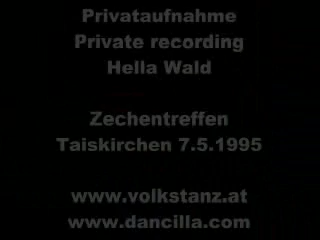 Privataufnahme
Private recording
Hella Wald
Zechentreffen
Taiskirchen 7.5.1995
www.volkstanz.at
www.dancilla.com